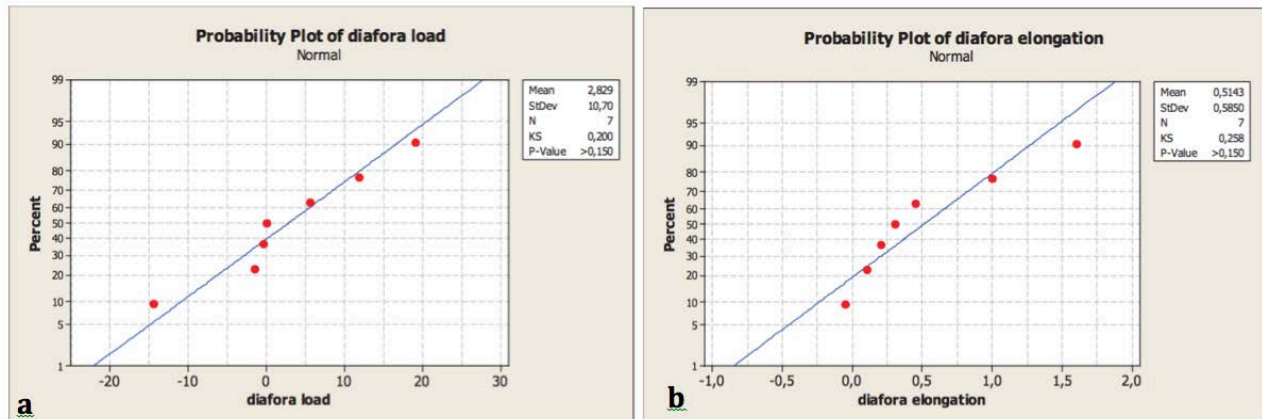 Probability Plot of diafora load
Normal
99
95
90
80
70
60
50
40
30
20
10
5
1
Percent
-20
-10
0
10
20
30
diafora load
Mean 2,829
StDev 10,70
N 7
KS 0,200
P-Value >0,150
a
Probability Plot of diafora elongation
Normal
99
95
90
80
70
60
50
40
30
20
10
5
1
Percent
-1,0
-0,5
0,0
0,5
1,0
1,5
2,0
diafora elongation
Mean 0,5143
StDev 0,5850
N 7
KS 0,258
P-Value >0,150
b